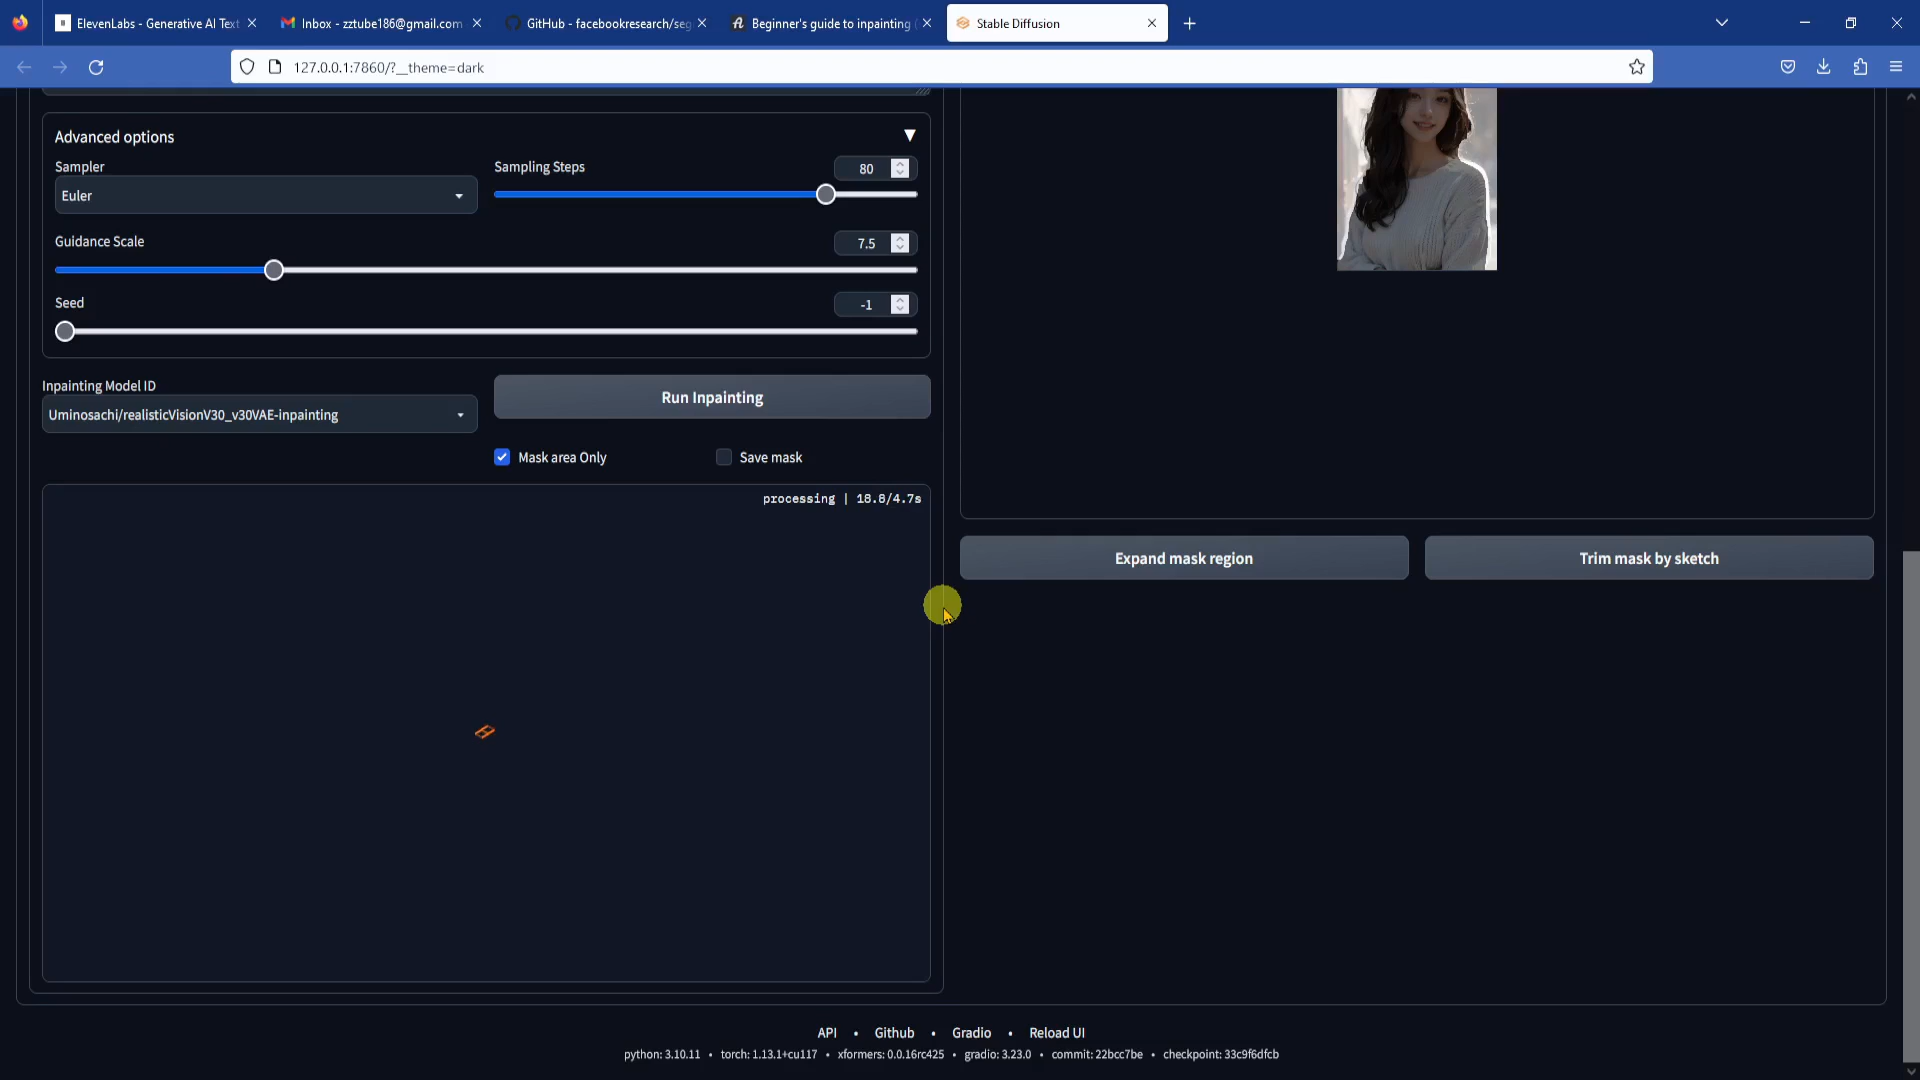 ElevenLabs - Generative AI Text
Inbox - zztube186@gmail.com
GitHub - facebookresearch/seg
Beginner's guide to inpainting (
Stable Diffusion
127.0.0.1:7860/?__theme=dark
Advanced options
Sampler
Sampling Steps
80
Euler
Guidance Scale
7.5
Seed
-1
Inpainting Model ID
Run Inpainting
Uminosachi/realisticVisionV30_v30VAE-inpainting
Mask area Only
Save mask
processing | 18.8/4.7s
Expand mask region
Trim mask by sketch
API • Github • Gradio • Reload UI
python: 3.10.11 • torch: 1.13.1+cu117 • xformers: 0.0.16rc425 • gradio: 3.23.0 • commit: 22bcc7be • checkpoint: 33c9f6dfcb